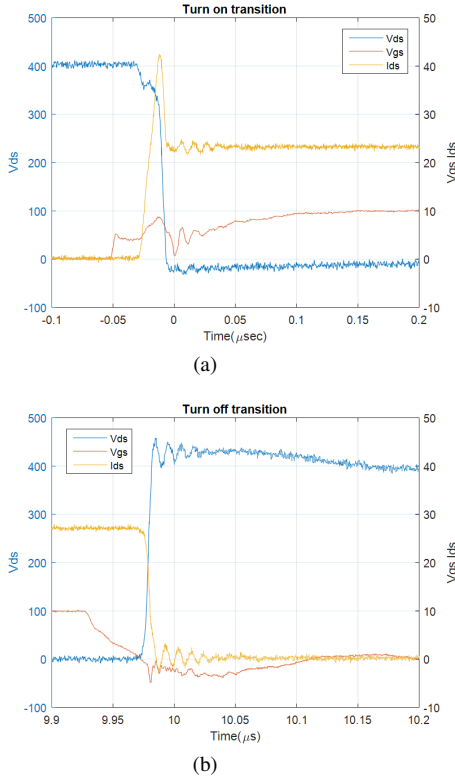 Turn on transition
500
400
300
200
100
0
-100
Vds
50
40
30
20
10
0
-10
Vgs,Ids
Vds
Vgs
Ids
-0.1
-0.05
0
0.05
0.1
0.15
0.2
Time(μsec)
(a)
Turn off transition
500
400
300
200
100
0
-100
Vds
50
40
30
20
10
0
-10
Vgs,Ids
Vds
Vgs
Ids
9.9
9.95
10
10.05
10.1
10.15
10.2
Time(μs)
(b)